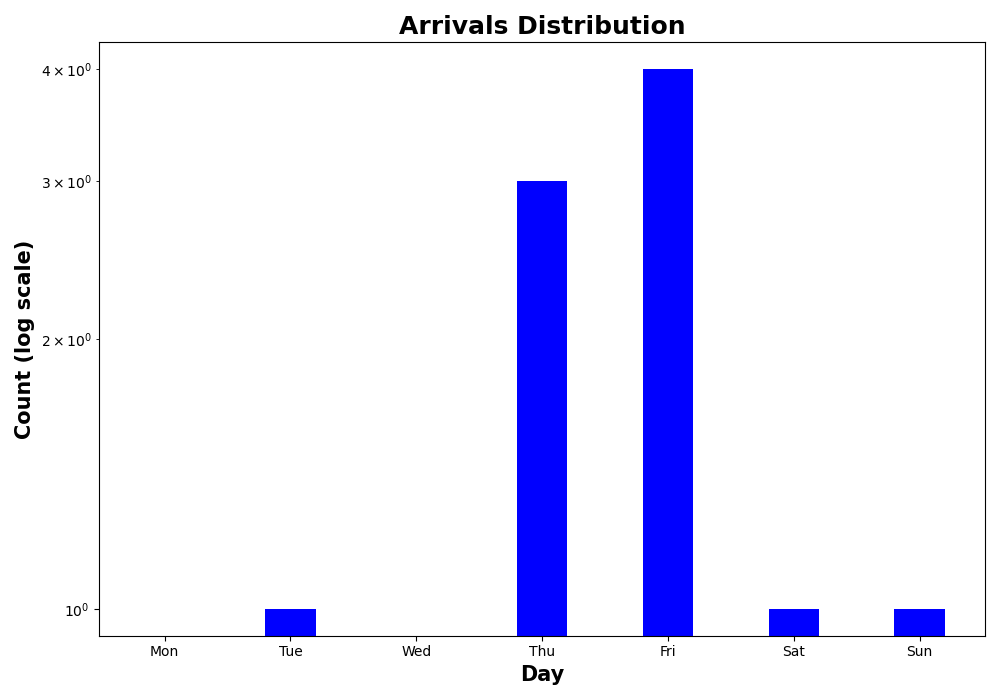 Arrivals Distribution
4 × 10⁰
3 × 10⁰
2 × 10⁰
10⁰
Count (log scale)
Mon Tue Wed Thu Fri Sat Sun
Day